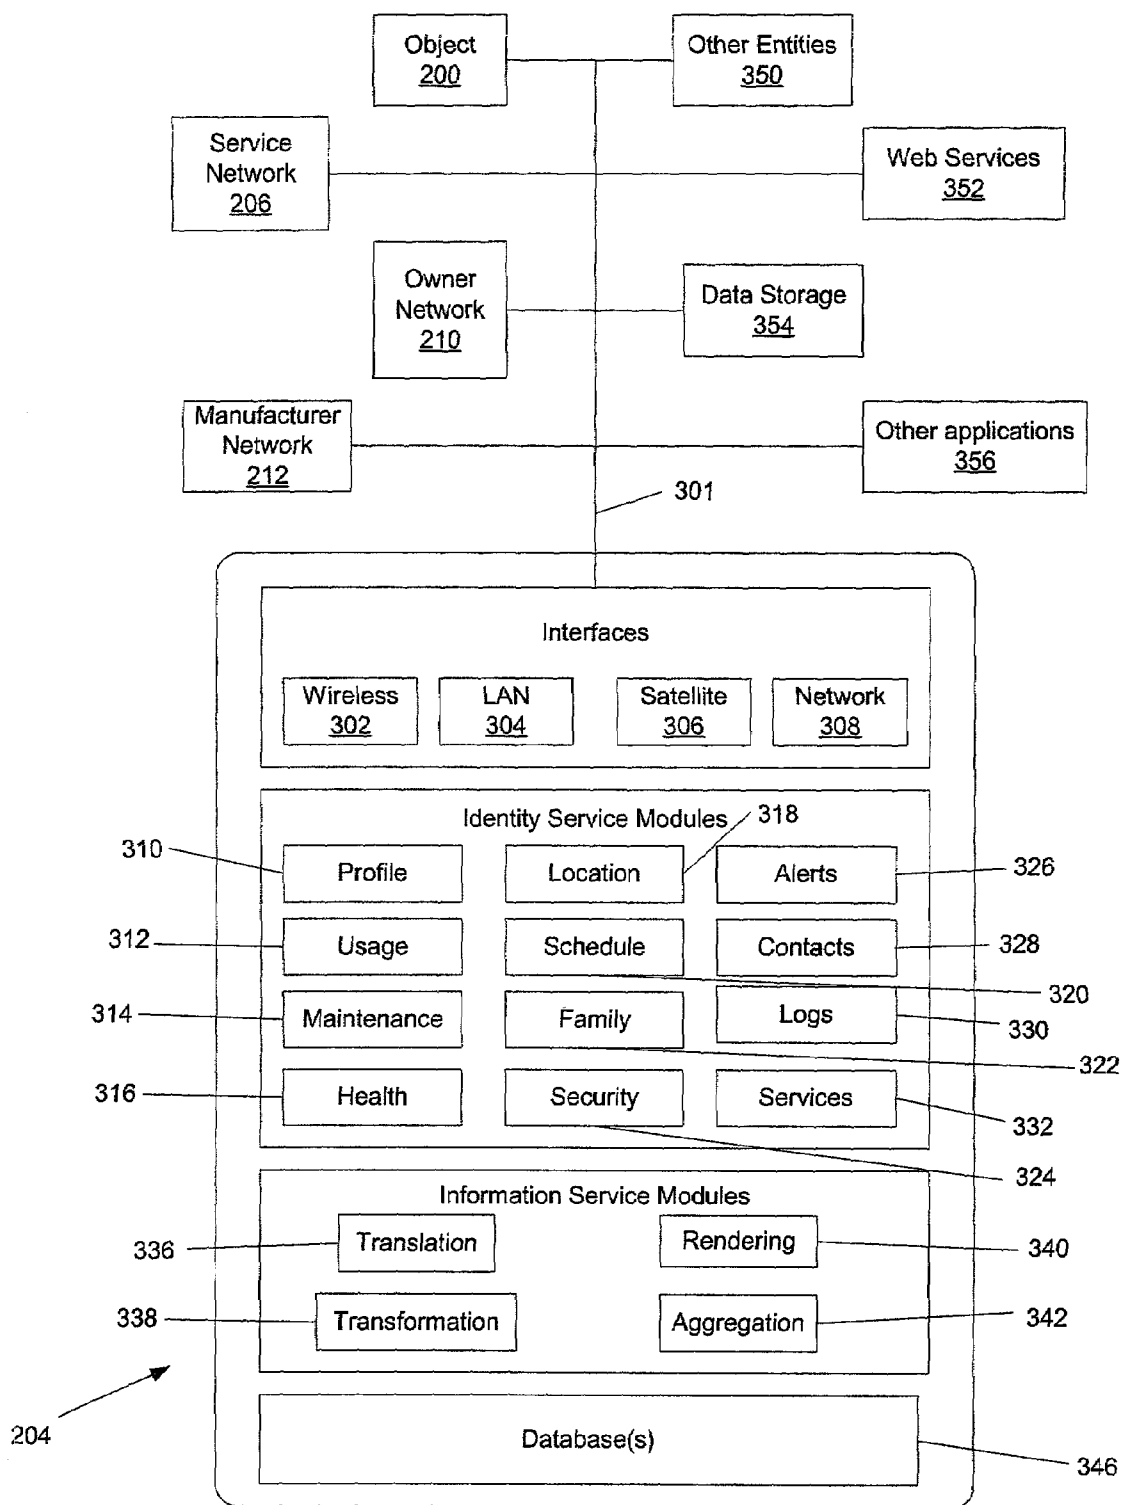 Object
200
Other Entities
350
Service
Network
206
Web Services
352
Owner
Network
210
Data Storage
354
Manufacturer
Network
212
Other applications
356
301
Interfaces
Wireless
302
LAN
304
Satellite
306
Network
308
Identity Service Modules
318
310
Profile
Location
Alerts
326
312
Usage
Schedule
Contacts
328
320
314
Maintenance
Family
Logs
330
322
316
Health
Security
Services
332
324
Information Service Modules
336
Translation
Rendering
340
338
Transformation
Aggregation
342
204
Database(s)
346